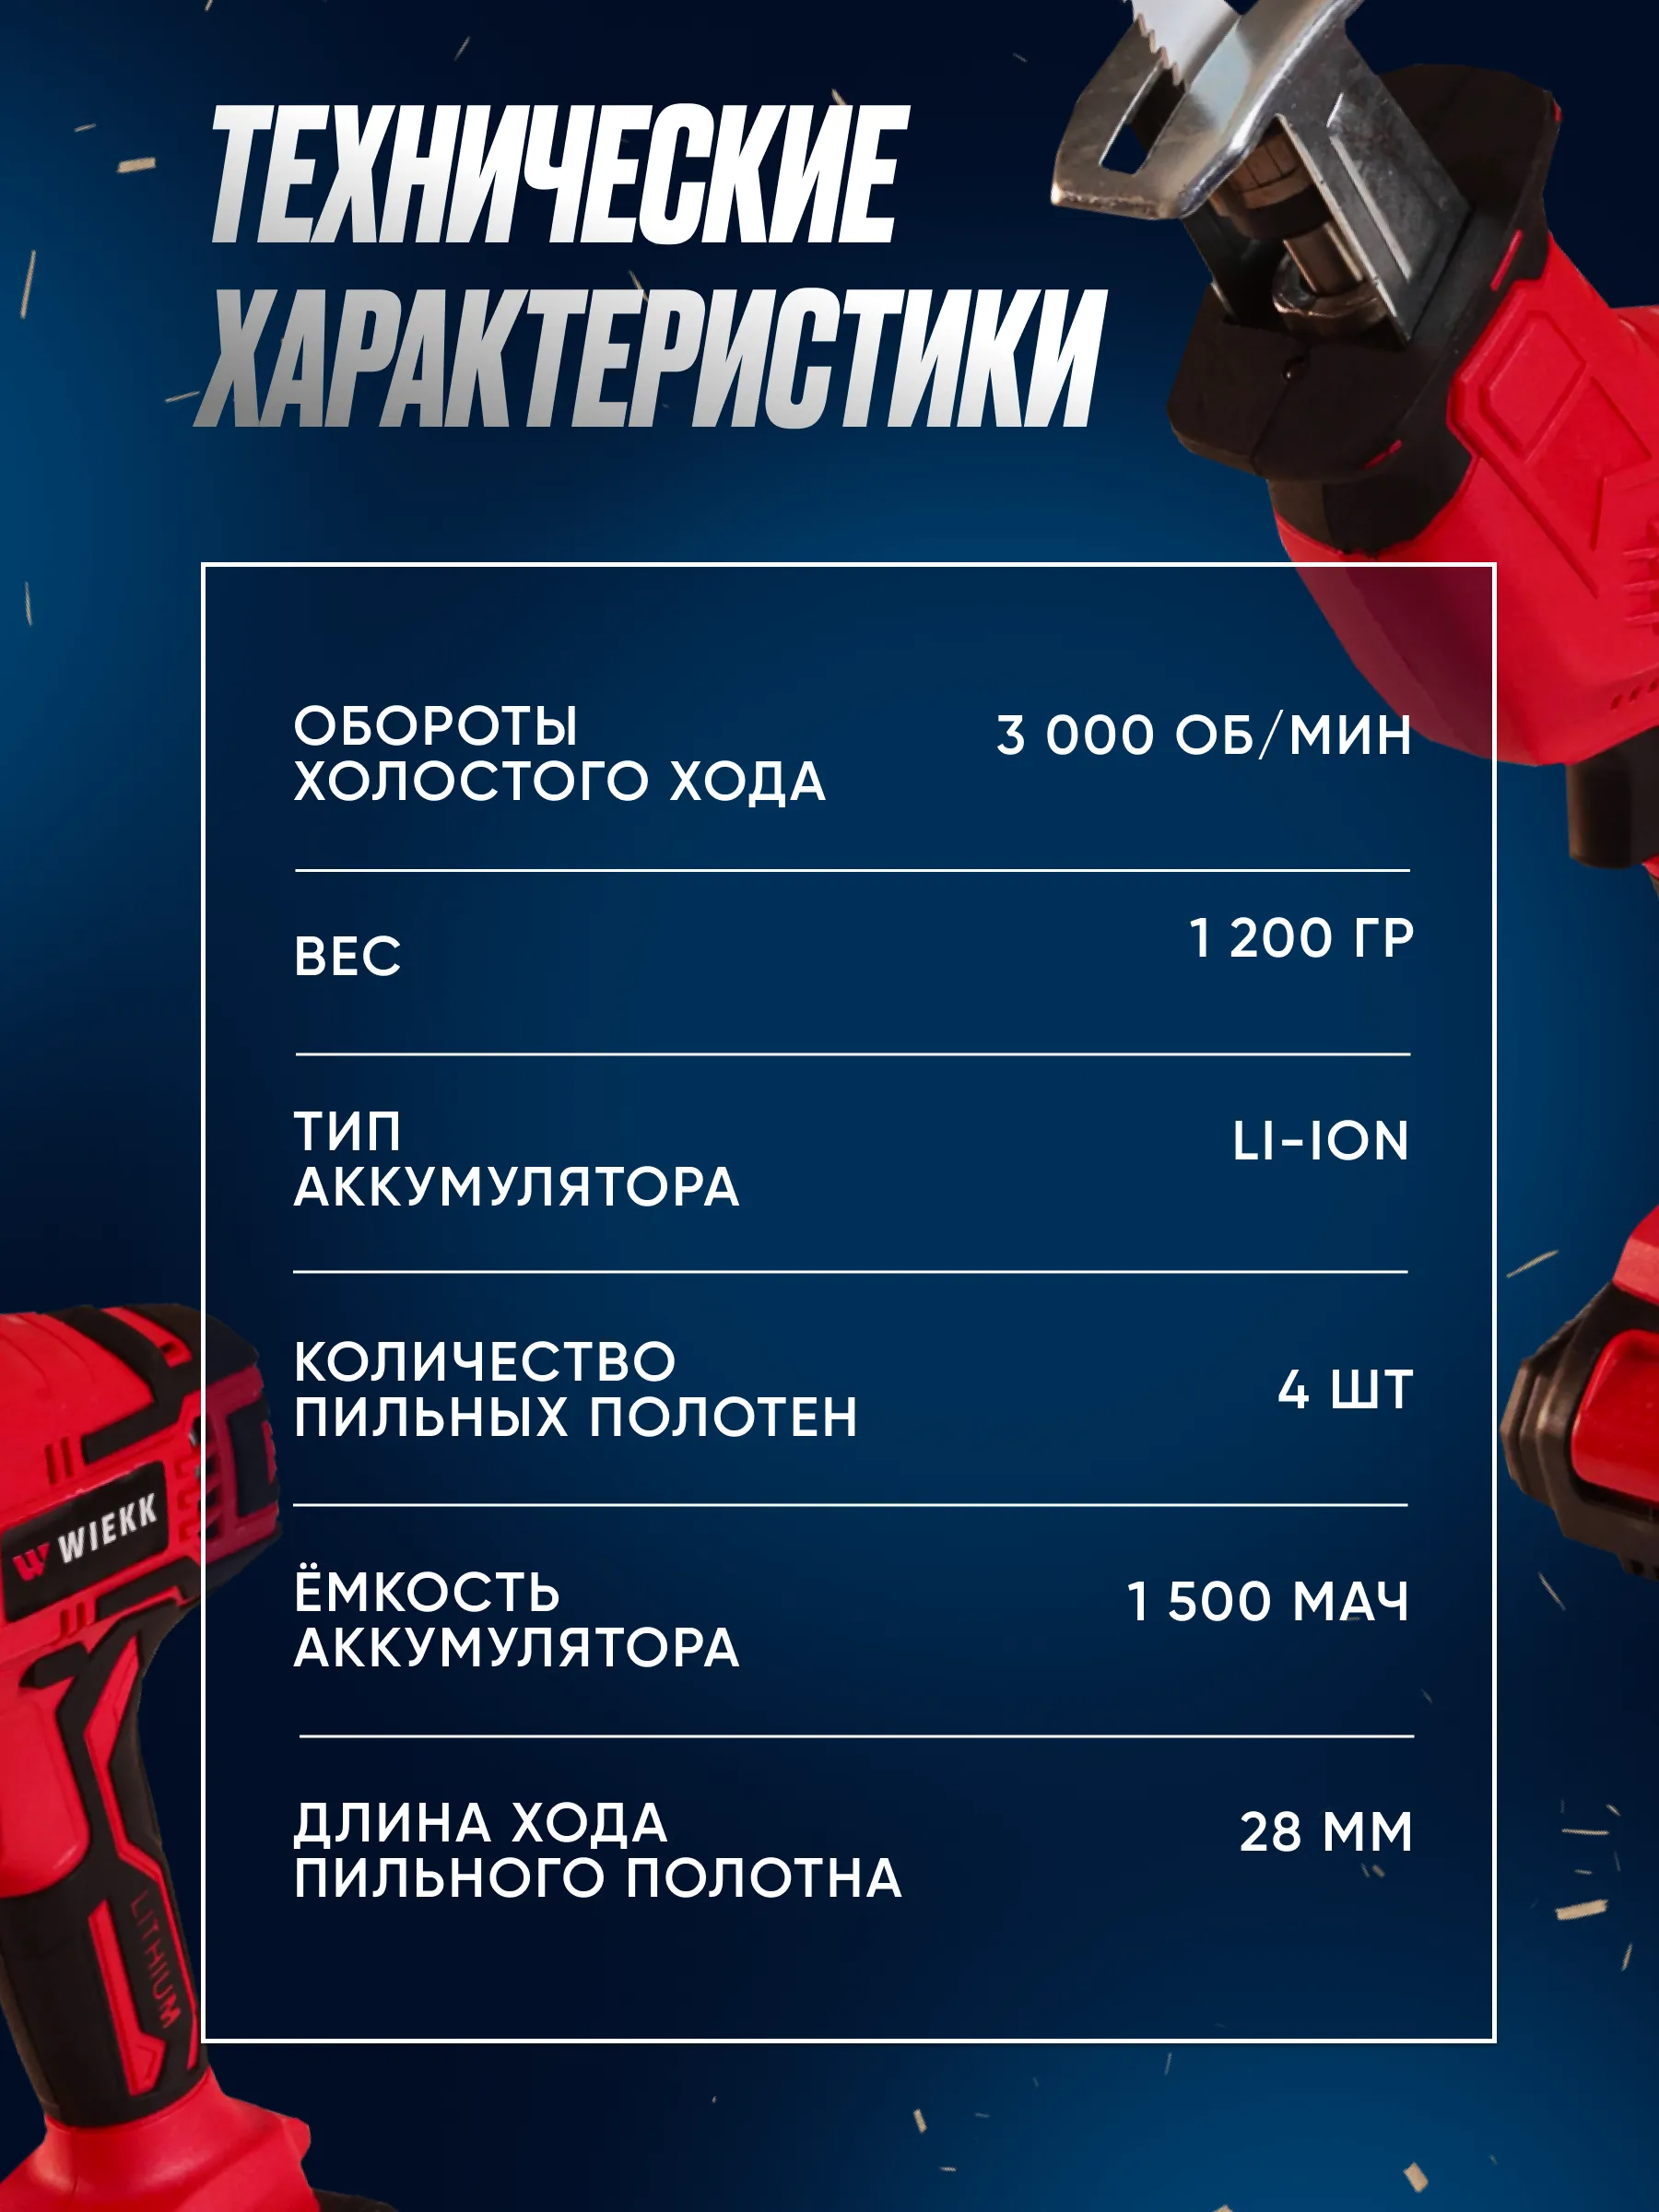 ТЕХНИЧЕСКИЕ
ХАРАКТЕРИСТИКИ
ОБОРОТЫ
ХОЛОСТОГО ХОДА
3 000 ОБ/МИН
ВЕС
1 200 ГР
ТИП
АККУМУЛЯТОРА
LI-ION
КОЛИЧЕСТВО
ПИЛЬНЫХ ПОЛОТЕН
4 ШТ
ЁМКОСТЬ
АККУМУЛЯТОРА
1 500 МАЧ
ДЛИНА ХОДА
ПИЛЬНОГО ПОЛОТНА
28 ММ
W WIEKK
LITHIUM